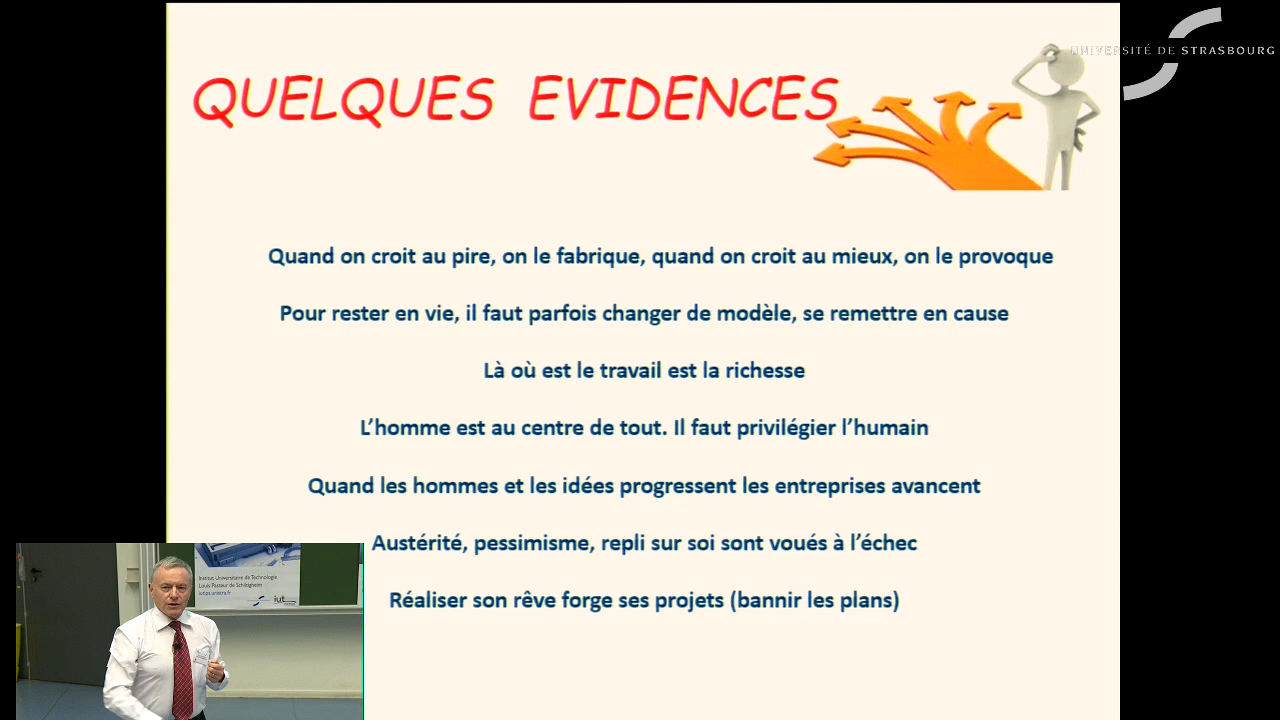 UNIVERSITÉ DE STRASBOURG
QUELQUES EVIDENCES
Quand on croit au pire, on le fabrique, quand on croit au mieux, on le provoque
Pour rester en vie, il faut parfois changer de modèle, se remettre en cause
Là où est le travail est la richesse
L’homme est au centre de tout. Il faut privilégier l’humain
Quand les hommes et les idées progressent les entreprises avancent
Austérité, pessimisme, repli sur soi sont voués à l’échec
Réaliser son rêve forge ses projets (bannir les plans)
Institut Universitaire de Technologie
Louis Pasteur de Schiltigheim
iutlps.unistra.fr
iut